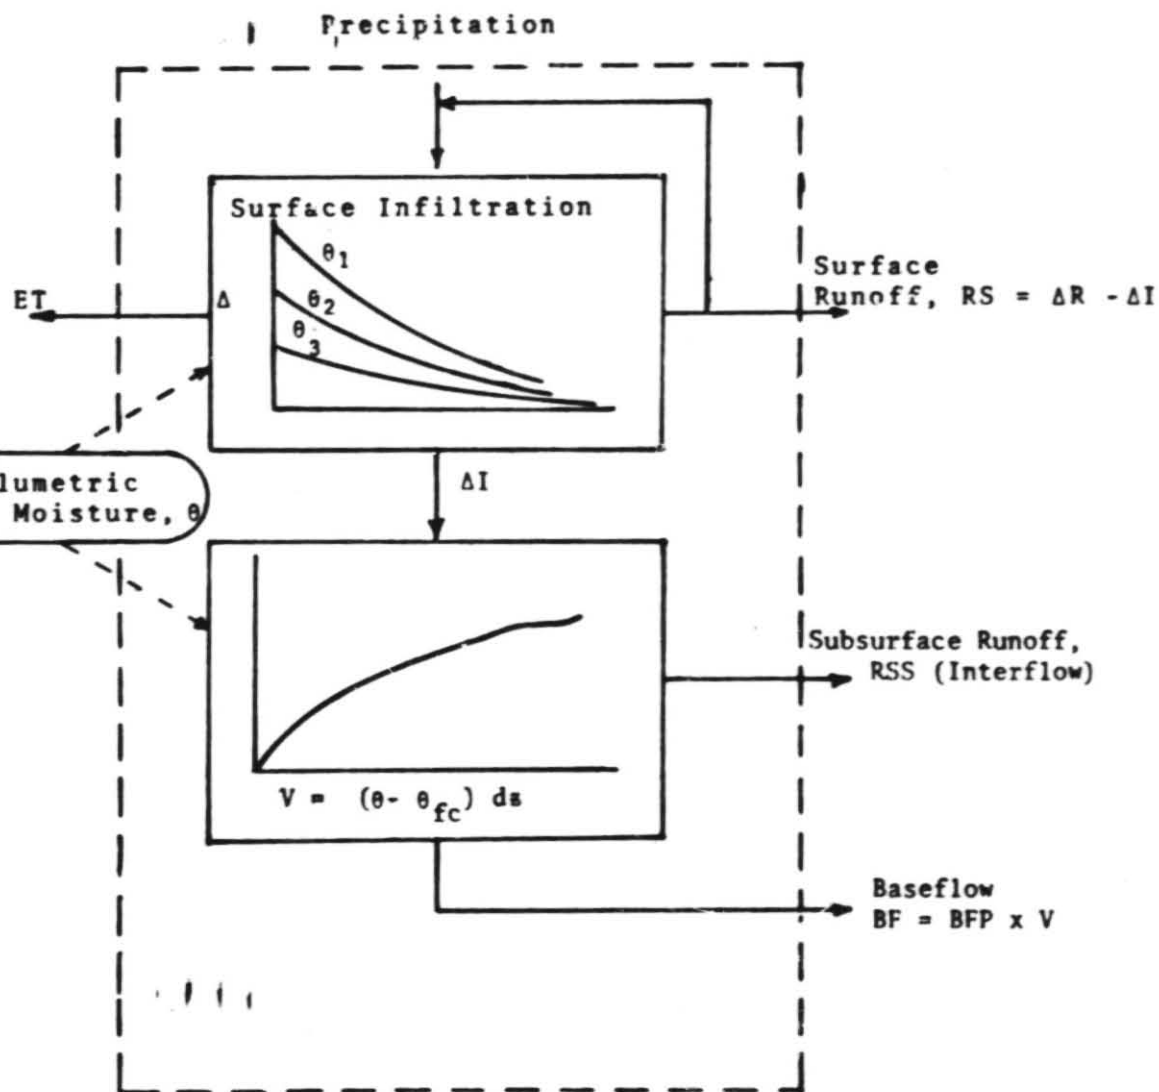 Precipitation
Surface Infiltration
θ1
θ2
θ3
Δ
ET
Surface
Runoff, RS = ΔR -ΔI
lumetric
Moisture, θ
ΔI
V = (θ- θfc) ds
Subsurface Runoff,
RSS (Interflow)
Baseflow
BF = BFP x V